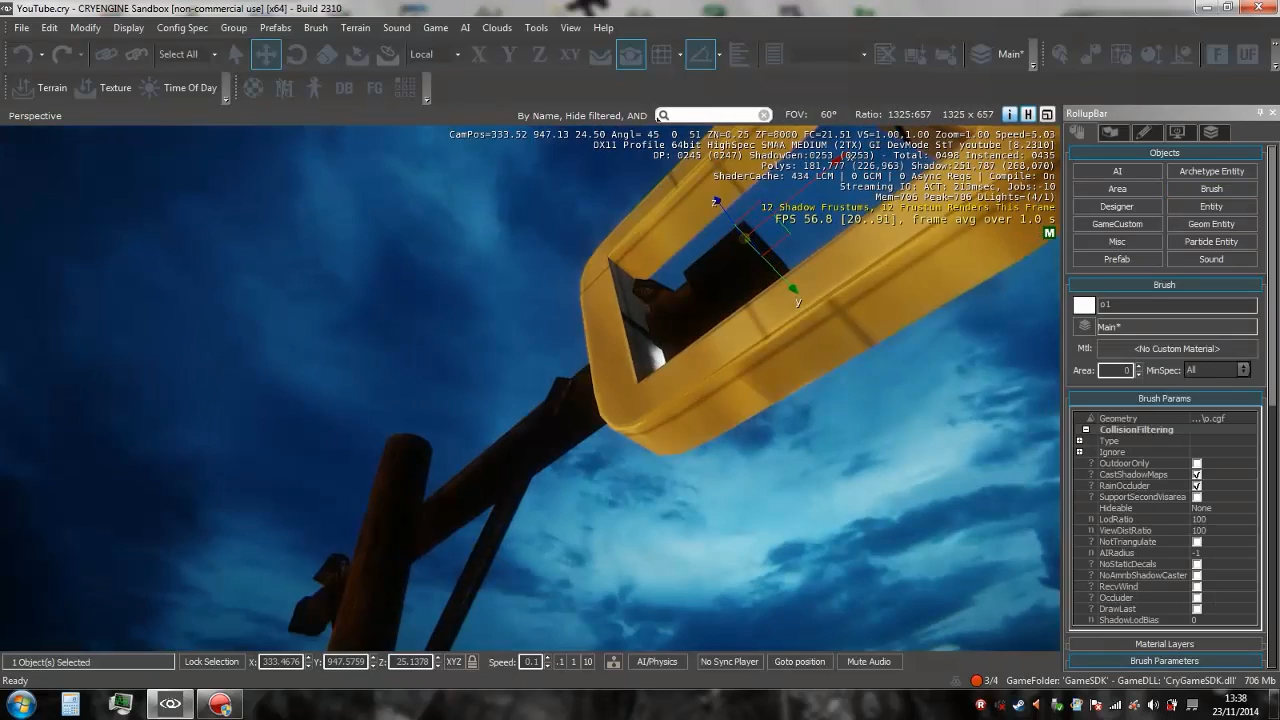 YouTube.cry - CRYENGINE Sandbox [non-commercial use] [x64] - Build 2310
File Edit Modify Display Config Spec Group Prefabs Brush Terrain Sound Game AI Clouds Tools View Help
Select All Local X Y Z XY Main* F UF
Terrain Texture Time Of Day DB FG
Perspective By Name, Hide filtered, AND FOV: 60° Ratio: 1325:657 1325 x 657 i H
RollupBar
CamPos=333.52 947.13 24.50 Angl= 45 0 51 ZN=0.25 ZF=8000 FC=21.51 VS=1.00,1.00 Zoom=1.00 Speed=5.03
DX11 Profile 64bit HighSpec SMAA MEDIUM (2TX) GI DevMode StT youtube [8.2310]
DP: 0245 (0247) ShadowGen:0253 (0253) - Total: 0498 Instanced: 0435
Polys: 181,777 (226,963) Shadow:251,787 (268,070)
ShaderCache: 434 LCM | 0 GCM | 0 Async Reqs | Compile: On
Streaming IO: ACT: 213msec, Jobs:-10
Mem=706 Peak=706 DLights=(4/1)
12 Shadow Frustums, 12 Frustum Renders This Frame
FPS 56.8 [20..91], frame avg over 1.0 s
M
z
y
Objects
AI Archetype Entity
Area Brush
Designer Entity
GameCustom Geom Entity
Misc Particle Entity
Prefab Sound
Brush
o1
Main*
Mtl: <No Custom Material>
Area: 0 MinSpec: All
Brush Params
Geometry ...\o.cgf
CollisionFiltering
Type
Ignore
OutdoorOnly
CastShadowMaps
RainOccluder
SupportSecondVisarea
Hideable None
LodRatio 100
ViewDistRatio 100
NotTriangulate
AIRadius -1
NoStaticDecals
NoAmnbShadowCaster
RecvWind
Occluder
DrawLast
ShadowLodBias 0
Material Layers
Brush Parameters
1 Object(s) Selected Lock Selection X: 333.4676 Y: 947.5759 Z: 25.1378 XYZ Speed: 0.1 .1 1 10 AI/Physics No Sync Player Goto position Mute Audio
Ready 3/4 GameFolder: 'GameSDK' - GameDLL: 'CryGameSDK.dll' 706 Mb
13:38
23/11/2014